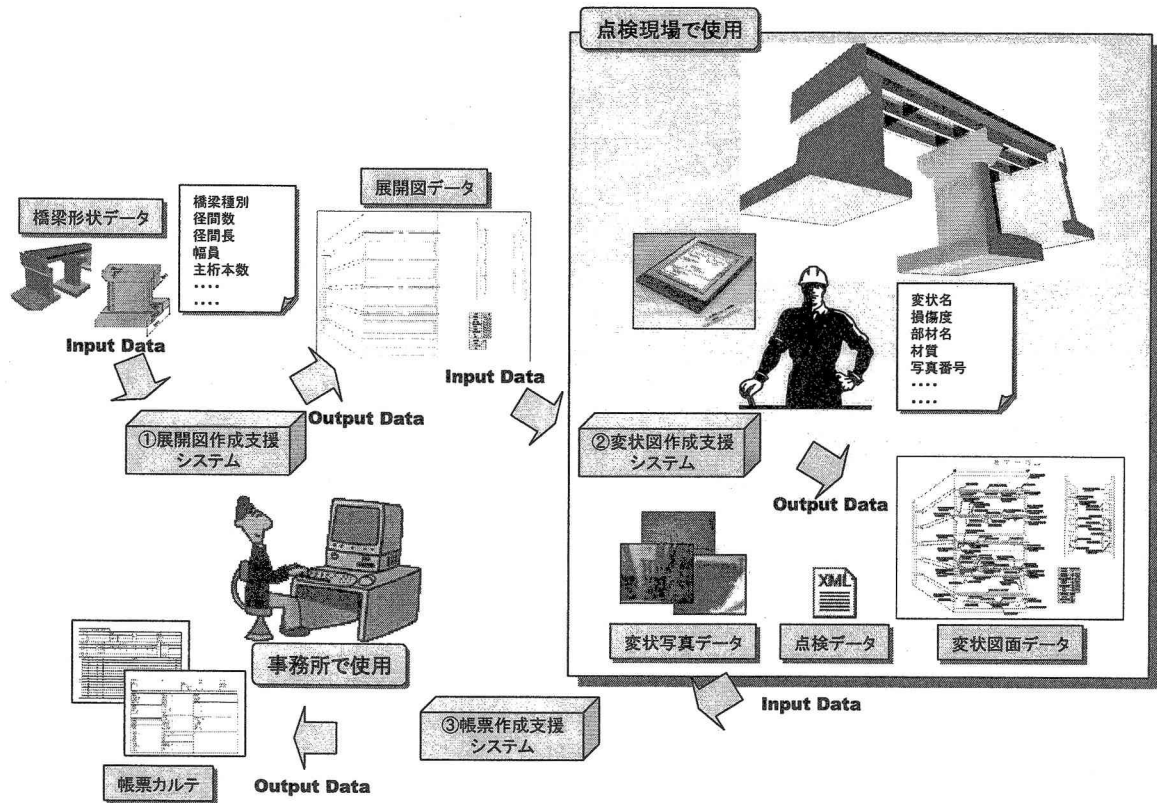 点検現場で使用
展開図データ
橋梁形状データ
橋梁種別
径間数
径間長
幅員
主桁本数
‥‥
‥‥
Input Data
Output Data
Input Data
①展開図作成支援
システム
変状名
損傷度
部材名
材質
写真番号
‥‥
‥‥
②変状図作成支援
システム
Output Data
XML
変状写真データ
点検データ
変状図面データ
事務所で使用
Input Data
③帳票作成支援
システム
Output Data
帳票カルテ